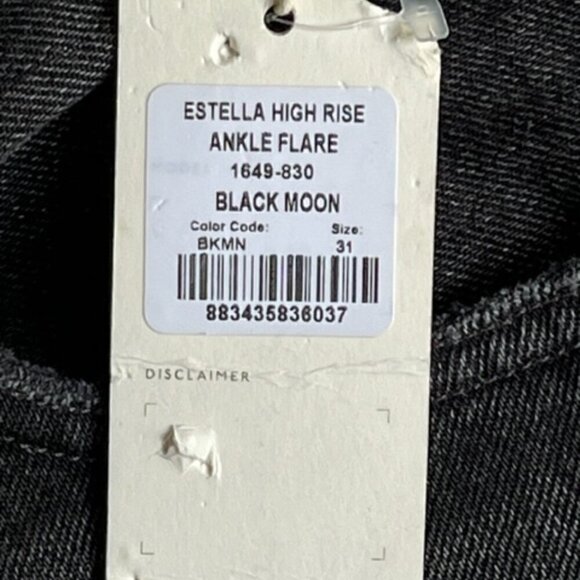 ESTELLA HIGH RISE
ANKLE FLARE
1649-830
BLACK MOON
Color Code: Size:
BKMN 31
883435836037
DISCLAIMER